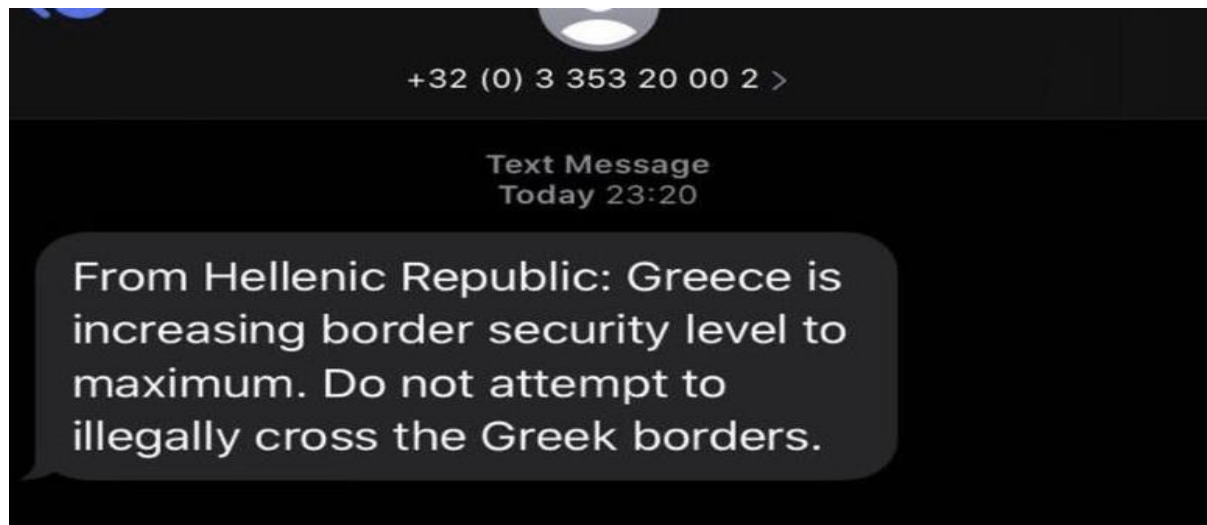 +32 (0) 3 353 20 00 2 >
Text Message
Today 23:20
From Hellenic Republic: Greece is
increasing border security level to
maximum. Do not attempt to
illegally cross the Greek borders.